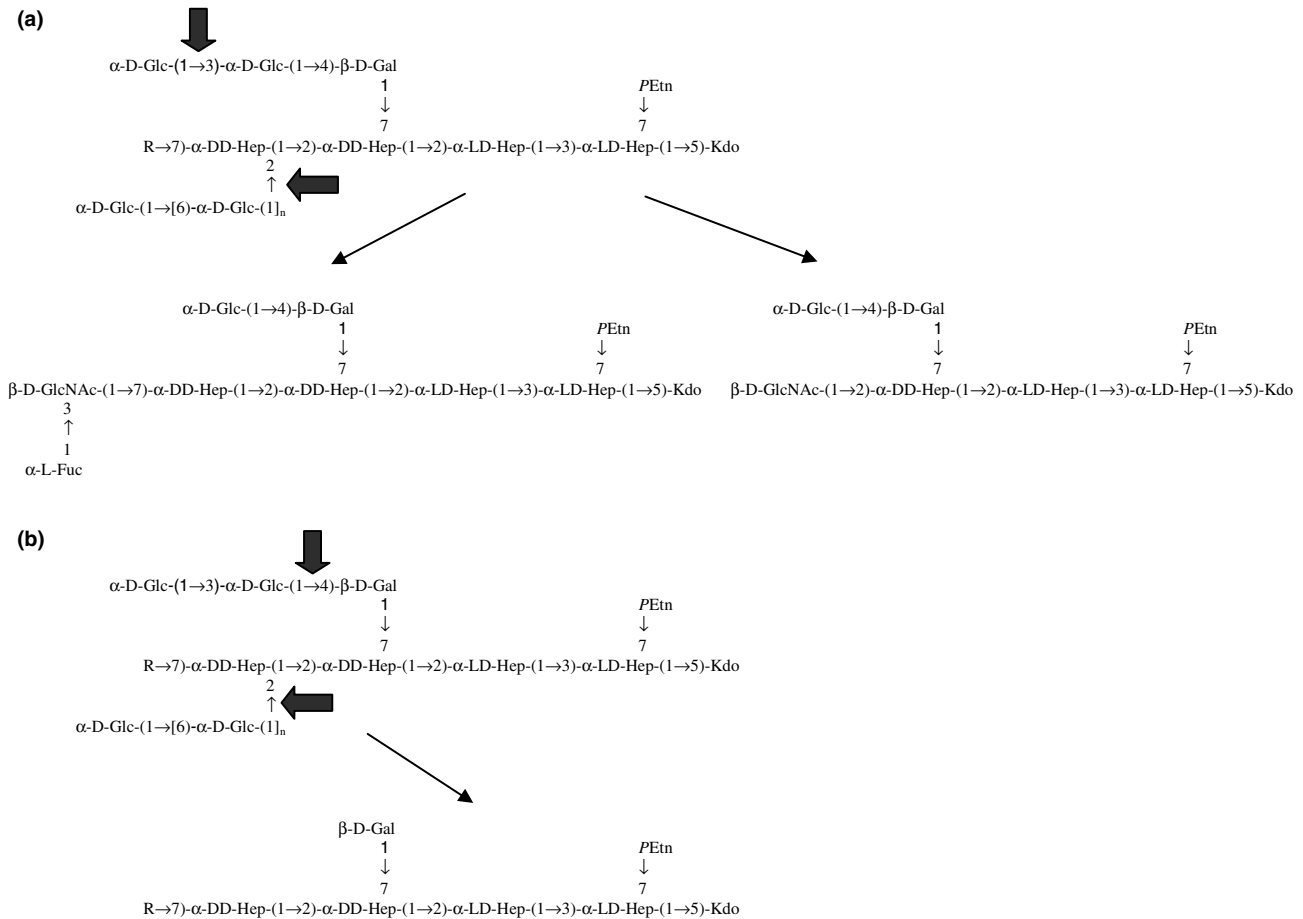 (a)
α-D-Glc-(1→3)-α-D-Glc-(1→4)-β-D-Gal
1 PEtn
↓ ↓
7 7
R→7)-α-DD-Hep-(1→2)-α-DD-Hep-(1→2)-α-LD-Hep-(1→3)-α-LD-Hep-(1→5)-Kdo
2
↑
α-D-Glc-(1→[6)-α-D-Glc-(1]n
α-D-Glc-(1→4)-β-D-Gal
1 PEtn
↓ ↓
7 7
β-D-GlcNAc-(1→7)-α-DD-Hep-(1→2)-α-DD-Hep-(1→2)-α-LD-Hep-(1→3)-α-LD-Hep-(1→5)-Kdo
3
↑
1
α-L-Fuc
α-D-Glc-(1→4)-β-D-Gal
1 PEtn
↓ ↓
7 7
β-D-GlcNAc-(1→2)-α-DD-Hep-(1→2)-α-LD-Hep-(1→3)-α-LD-Hep-(1→5)-Kdo
(b)
α-D-Glc-(1→3)-α-D-Glc-(1→4)-β-D-Gal
1 PEtn
↓ ↓
7 7
R→7)-α-DD-Hep-(1→2)-α-DD-Hep-(1→2)-α-LD-Hep-(1→3)-α-LD-Hep-(1→5)-Kdo
2
↑
α-D-Glc-(1→[6)-α-D-Glc-(1]n
β-D-Gal
1 PEtn
↓ ↓
7 7
R→7)-α-DD-Hep-(1→2)-α-DD-Hep-(1→2)-α-LD-Hep-(1→3)-α-LD-Hep-(1→5)-Kdo